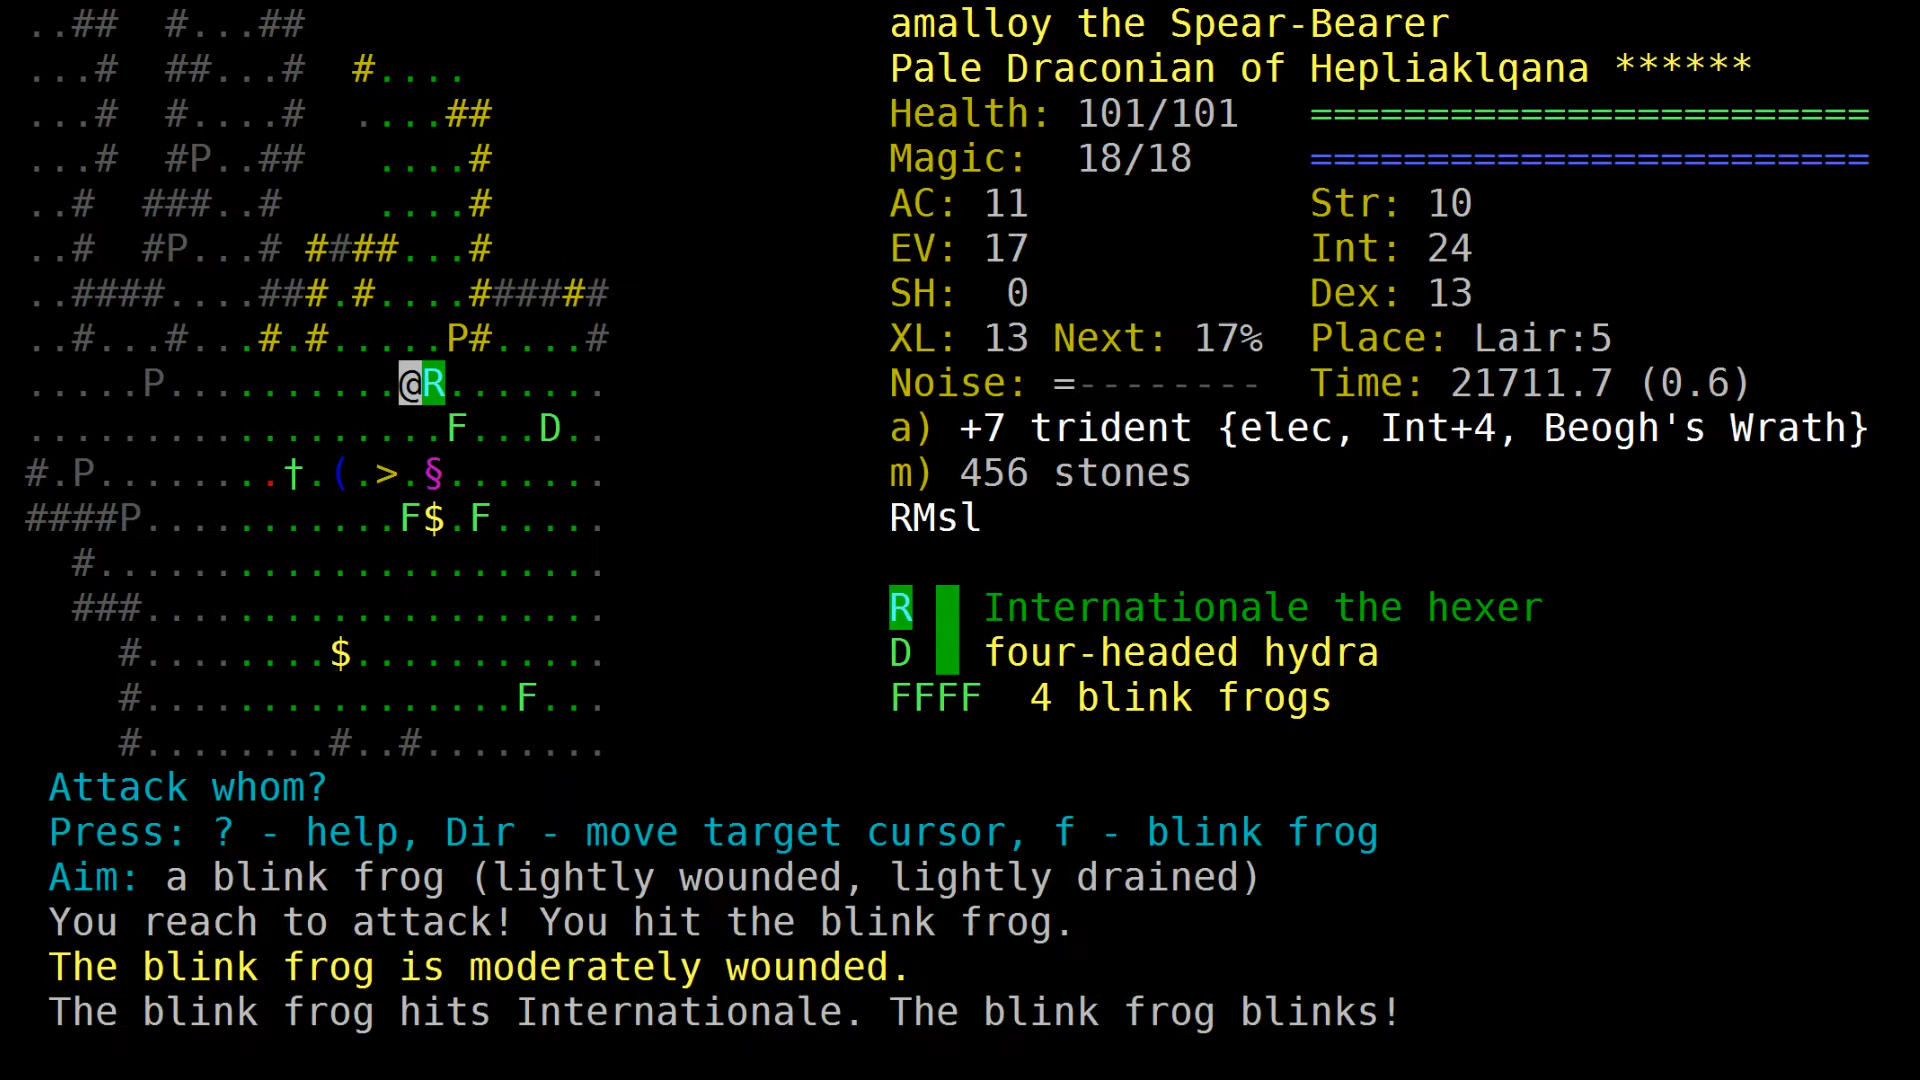 ..##  #...##                          amalloy the Spear-Bearer
...#  ##...#  #....                   Pale Draconian of Hepliaklqana ******
...#  #....#  ....##                  Health: 101/101   ========================
...#  #P..##   ....#                  Magic:  18/18     ========================
..#  ###..#    ....#                  AC: 11            Str: 10
..#  #P...# ####...#                  EV: 17            Int: 24
..####....###.#....######             SH:  0            Dex: 13
..#...#...#.#.....P#....#             XL: 13 Next: 17%  Place: Lair:5
.....P..........@R.......             Noise: =--------  Time: 21711.7 (0.6)
..................F...D..             a) +7 trident {elec, Int+4, Beogh's Wrath}
#.P.......†.(.>.§.......              m) 456 stones
####P...........F$.F.....             RMsl
#......................
###....................               R   Internationale the hexer
#........$...........                 D   four-headed hydra
#................F...                 FFFF  4 blink frogs
#........#..#........
Attack whom?
Press: ? - help, Dir - move target cursor, f - blink frog
Aim: a blink frog (lightly wounded, lightly drained)
You reach to attack! You hit the blink frog.
The blink frog is moderately wounded.
The blink frog hits Internationale. The blink frog blinks!